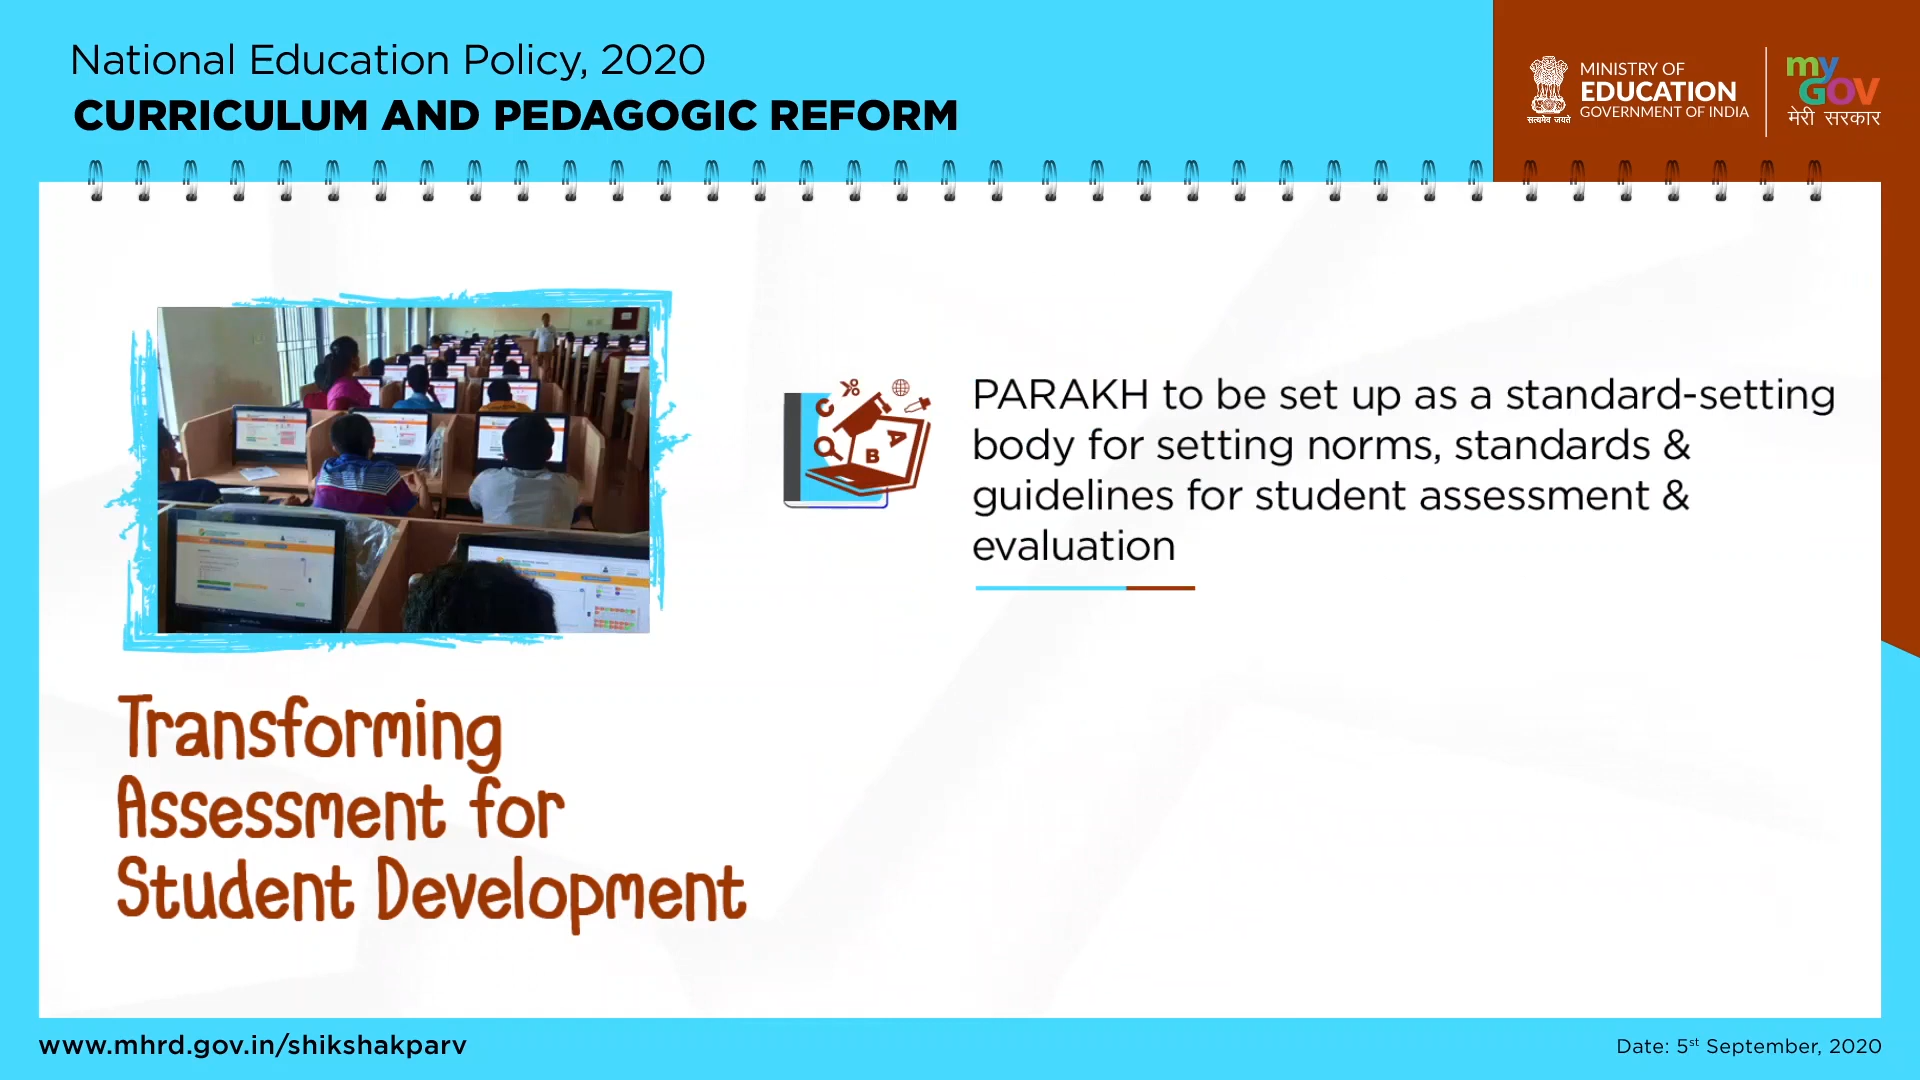 National Education Policy, 2020
CURRICULUM AND PEDAGOGIC REFORM
MINISTRY OF
EDUCATION
GOVERNMENT OF INDIA
सत्यमेव जयते
my
GOV
मेरी सरकार
PARAKH to be set up as a standard-setting
body for setting norms, standards &
guidelines for student assessment &
evaluation
C
A
B
Transforming
Assessment for
Student Development
www.mhrd.gov.in/shikshakparv
Date: 5st September, 2020